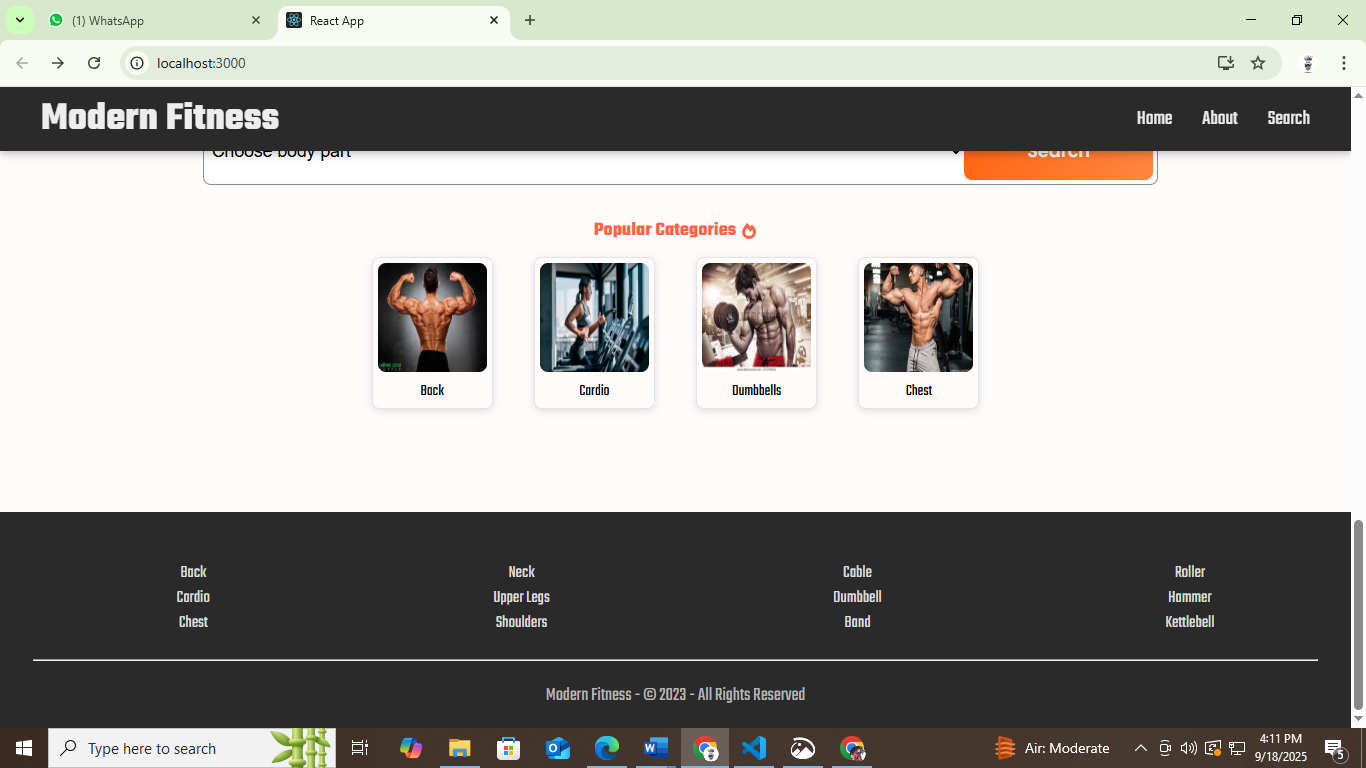 (1) WhatsApp
React App
localhost:3000
Modern Fitness
Home
About
Search
Choose body part
Search
Popular Categories
Back
Cardio
Dumbbells
Chest
Back
Neck
Cable
Roller
Cardio
Upper Legs
Dumbbell
Hammer
Chest
Shoulders
Band
Kettlebell
Modern Fitness - © 2023 - All Rights Reserved
Type here to search
Air: Moderate
4:11 PM
9/18/2025
5